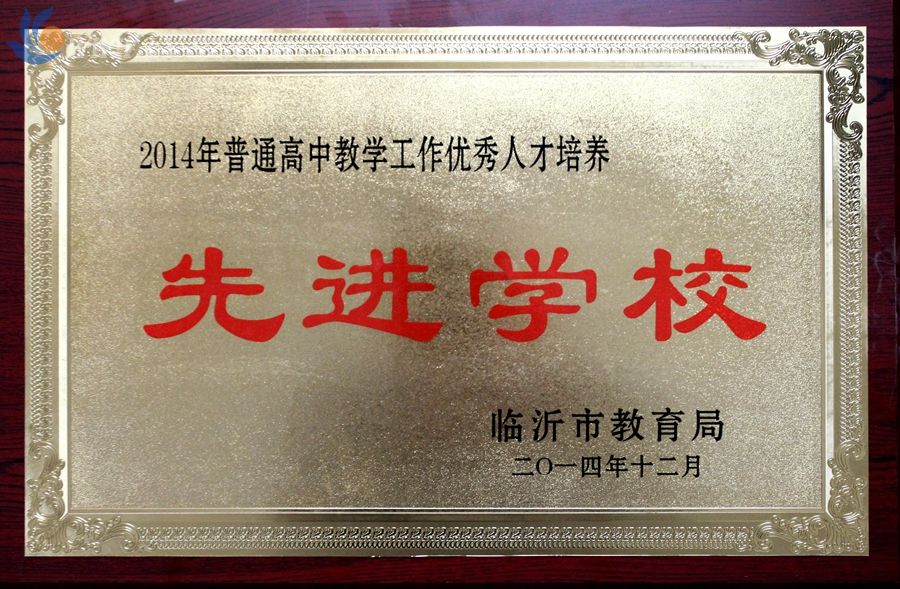 2014年普通高中教学工作优秀人才培养
先进学校
临沂市教育局
二〇一四年十二月